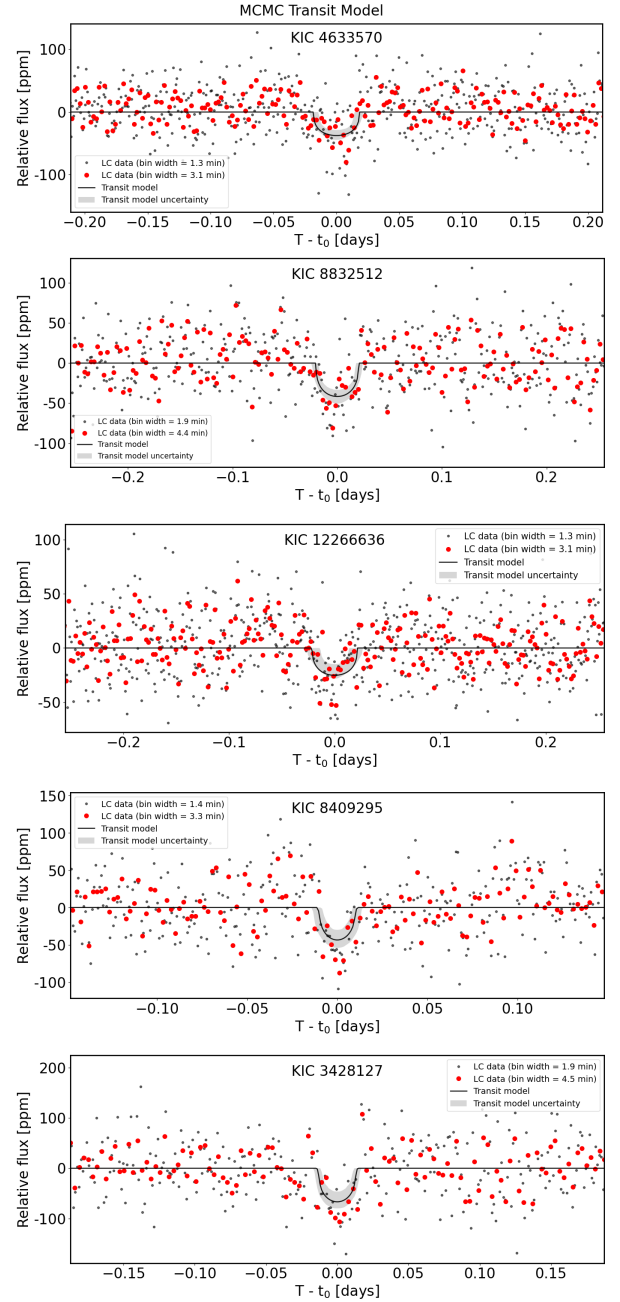 MCMC Transit Model
KIC 4633570
Relative flux [ppm]
100
0
-100
LC data (bin width = 1.3 min)
LC data (bin width = 3.1 min)
Transit model
Transit model uncertainty
−0.20 −0.15 −0.10 −0.05 0.00 0.05 0.10 0.15 0.20
T - t0 [days]
KIC 8832512
Relative flux [ppm]
100
50
0
-50
-100
LC data (bin width = 1.9 min)
LC data (bin width = 4.4 min)
Transit model
Transit model uncertainty
−0.2 −0.1 0.0 0.1 0.2
T - t0 [days]
KIC 12266636
Relative flux [ppm]
100
50
0
-50
LC data (bin width = 1.3 min)
LC data (bin width = 3.1 min)
Transit model
Transit model uncertainty
−0.2 −0.1 0.0 0.1 0.2
T - t0 [days]
KIC 8409295
Relative flux [ppm]
150
100
50
0
-50
-100
LC data (bin width = 1.4 min)
LC data (bin width = 3.3 min)
Transit model
Transit model uncertainty
−0.10 −0.05 0.00 0.05 0.10
T - t0 [days]
KIC 3428127
Relative flux [ppm]
200
100
0
-100
LC data (bin width = 1.9 min)
LC data (bin width = 4.5 min)
Transit model
Transit model uncertainty
−0.15 −0.10 −0.05 0.00 0.05 0.10 0.15
T - t0 [days]